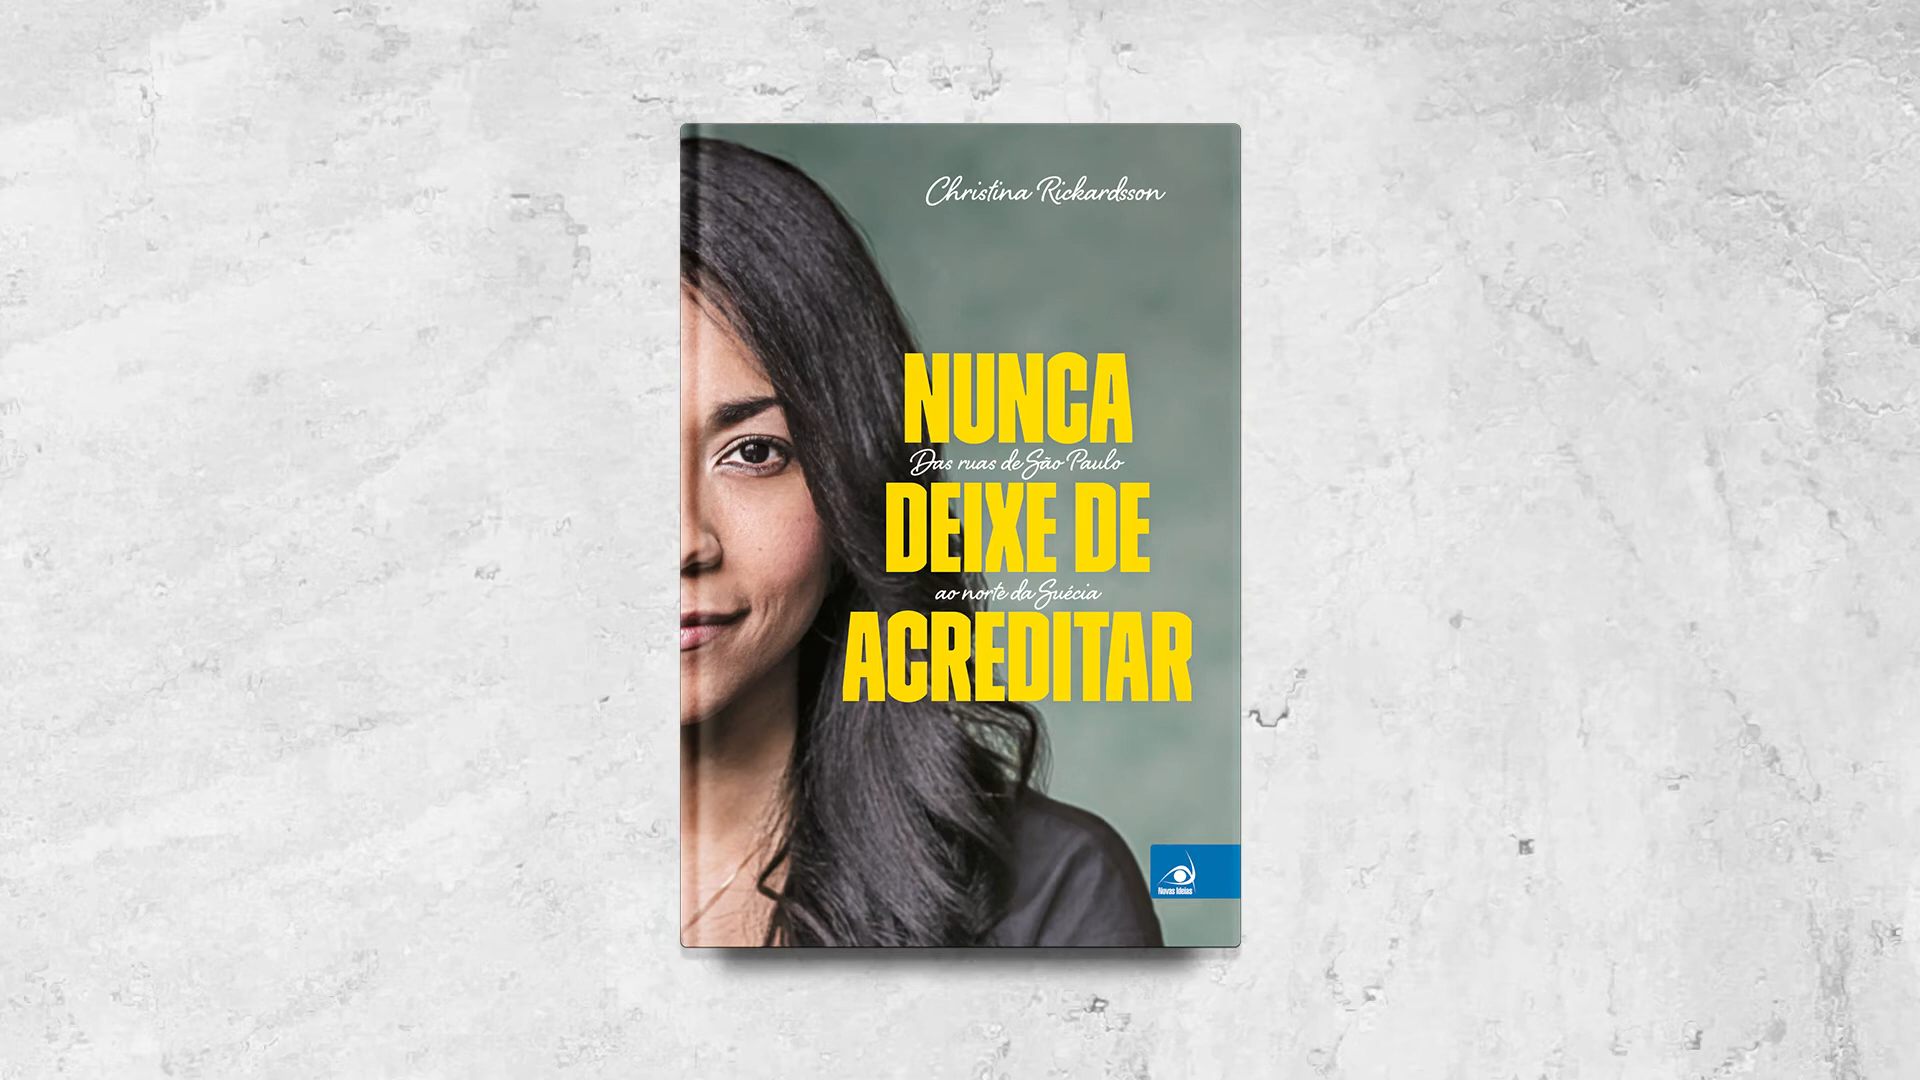 Christina Rickardsson
NUNCA
Das ruas de São Paulo
DEIXE DE
ao norte da Suécia
ACREDITAR
Novas Ideias